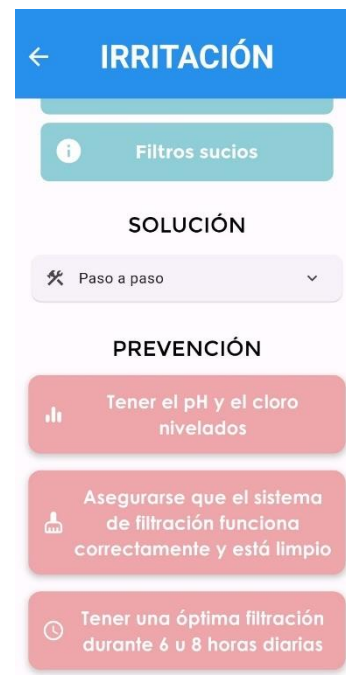 IRRITACIÓN
Filtros sucios
SOLUCIÓN
Paso a paso
PREVENCIÓN
Tener el pH y el cloro
nivelados
Asegurarse que el sistema
de filtración funciona
correctamente y está limpio
Tener una óptima filtración
durante 6 u 8 horas diarias